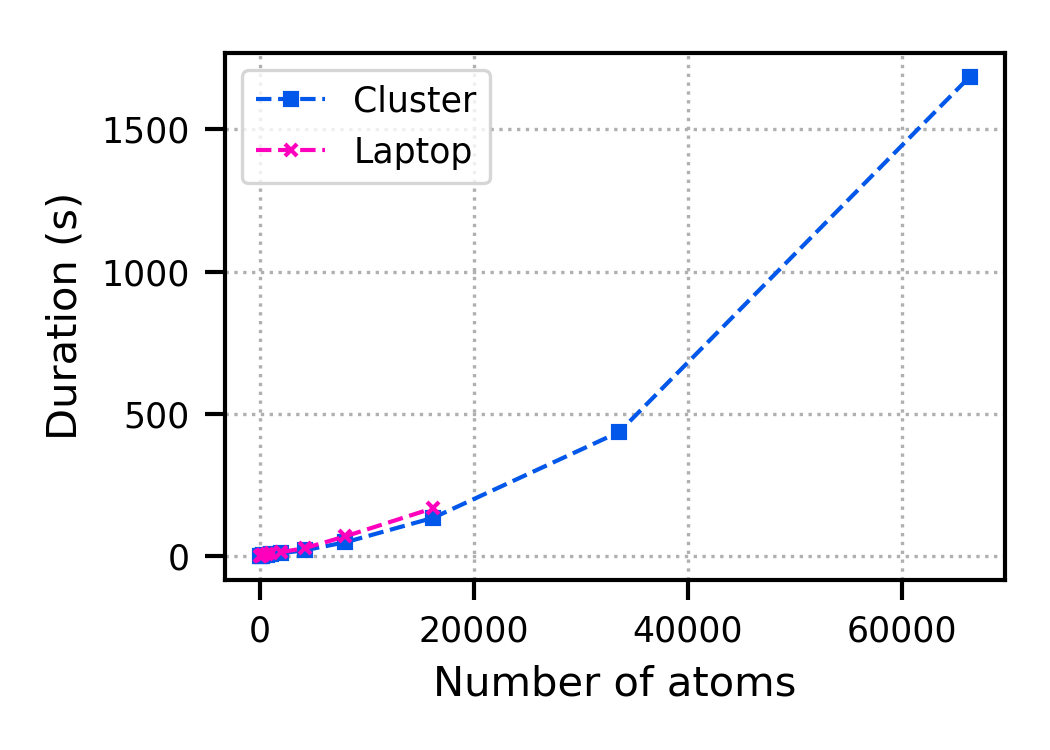 Cluster
Laptop
1500
1000
500
0
Duration (s)
0 20000 40000 60000
Number of atoms